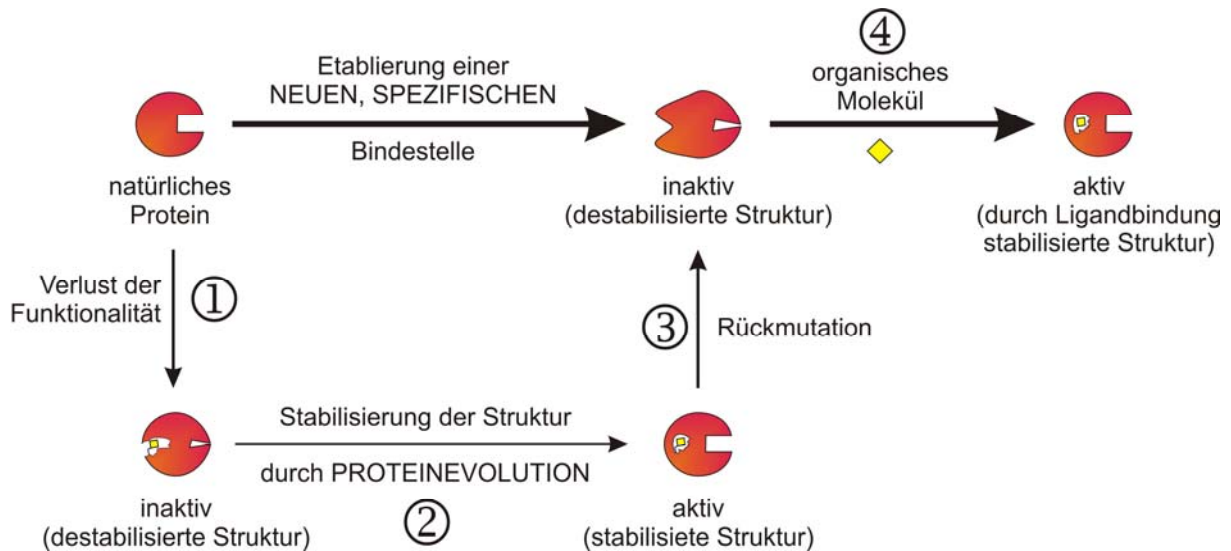 ④
organisches
Molekül
Etablierung einer
NEUEN, SPEZIFISCHEN
Bindestelle
natürliches
Protein
inaktiv
(destabilisierte Struktur)
aktiv
(durch Ligandbindung
stabilisierte Struktur)
Verlust der
Funktionalität
①
③
Rückmutation
Stabilisierung der Struktur
durch PROTEINEVOLUTION
②
inaktiv
(destabilisierte Struktur)
aktiv
(stabilisiete Struktur)